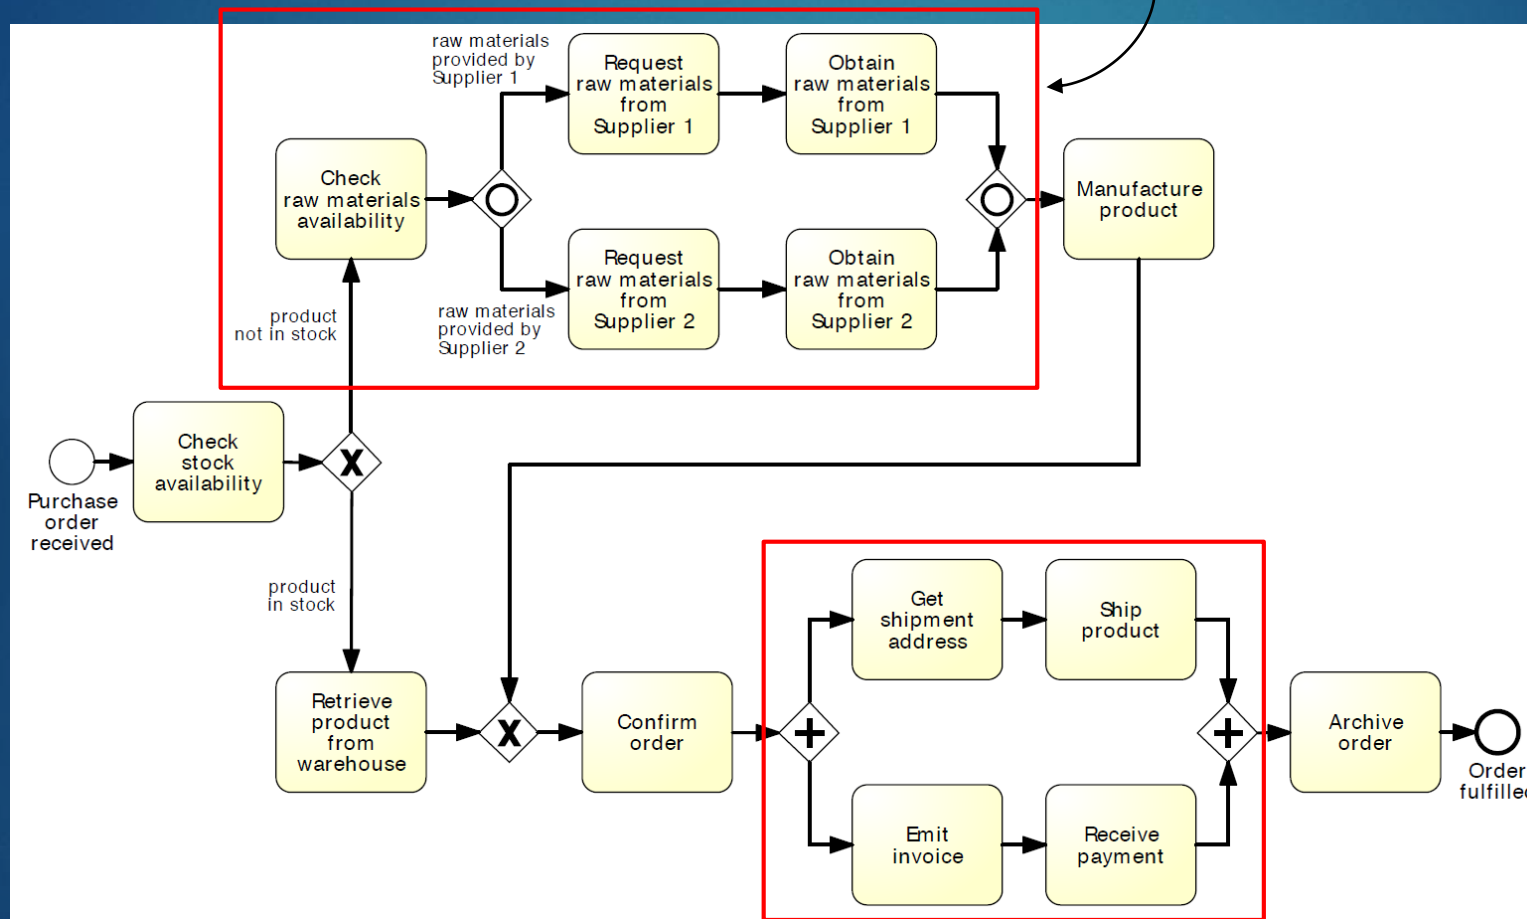 raw materials
provided by
Supplier 1
Request
raw materials
from
Supplier 1
Obtain
raw materials
from
Supplier 1
Check
raw materials
availability
Manufacture
product
Request
raw materials
from
Supplier 2
Obtain
raw materials
from
Supplier 2
raw materials
provided by
Supplier 2
product
not in stock
Check
stock
availability
X
Purchase
order
received
product
in stock
Get
shipment
address
Ship
product
Retrieve
product
from
warehouse
X
Confirm
order
+
+
Archive
order
Order
fulfille
Emit
invoice
Receive
payment